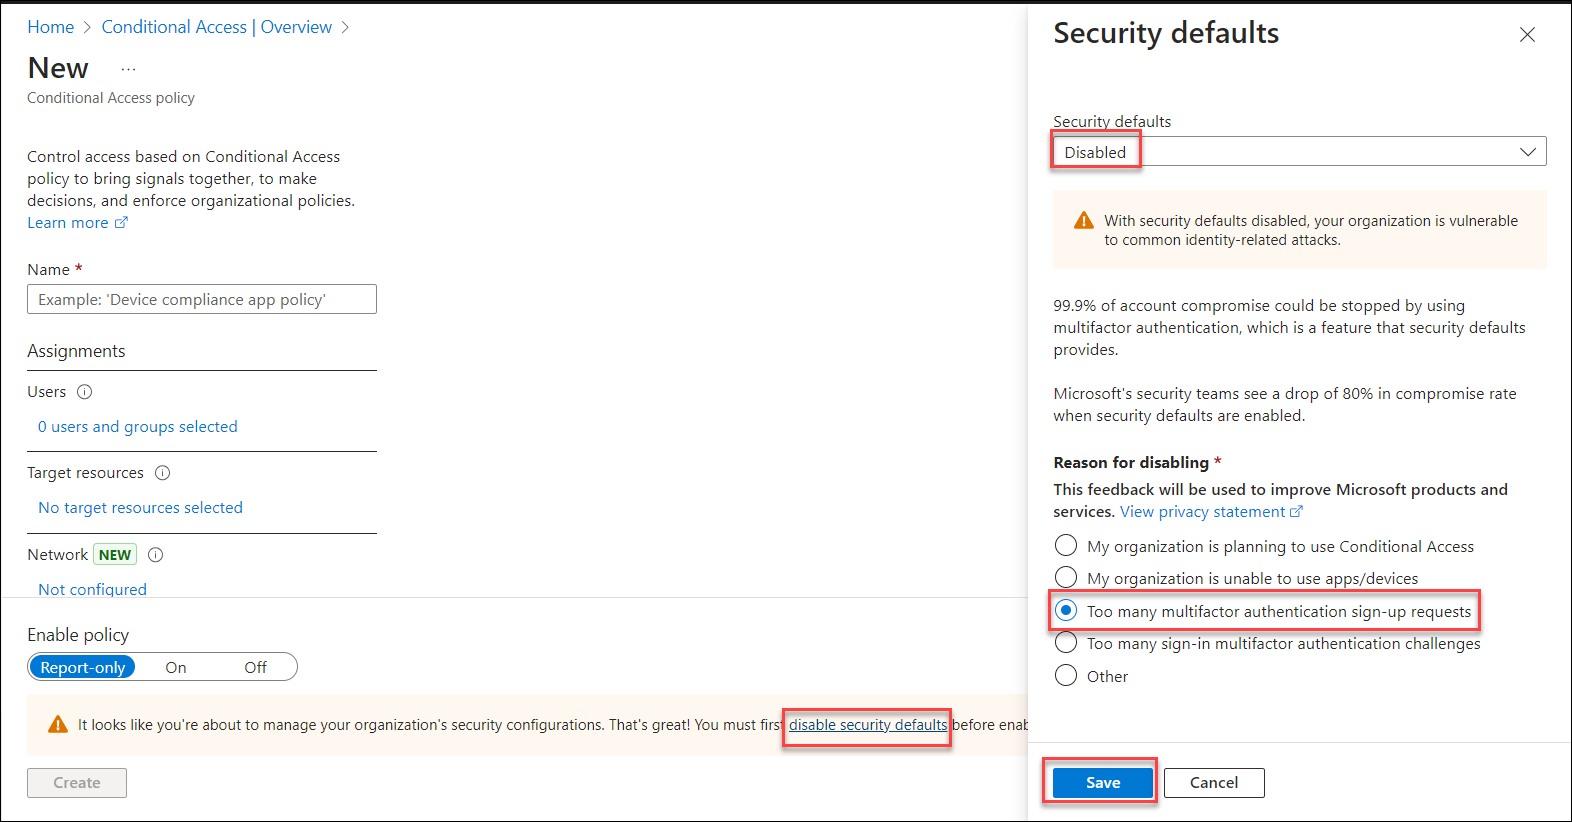 Home > Conditional Access | Overview >
New ...
Conditional Access policy
Control access based on Conditional Access
policy to bring signals together, to make
decisions, and enforce organizational policies.
Learn more
Name *
Example: 'Device compliance app policy'
Assignments
Users
0 users and groups selected
Target resources
No target resources selected
Network NEW
Not configured
Enable policy
Report-only On Off
It looks like you're about to manage your organization's security configurations. That's great! You must first disable security defaults before enab
Create
Security defaults
Security defaults
Disabled
With security defaults disabled, your organization is vulnerable
to common identity-related attacks.
99.9% of account compromise could be stopped by using
multifactor authentication, which is a feature that security defaults
provides.
Microsoft's security teams see a drop of 80% in compromise rate
when security defaults are enabled.
Reason for disabling *
This feedback will be used to improve Microsoft products and
services. View privacy statement
My organization is planning to use Conditional Access
My organization is unable to use apps/devices
Too many multifactor authentication sign-up requests
Too many sign-in multifactor authentication challenges
Other
Save Cancel